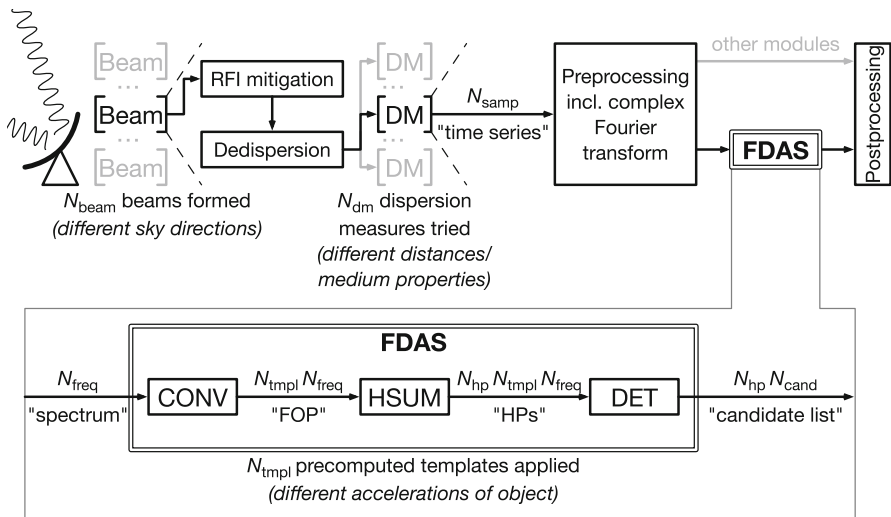 [Beam]
...
[Beam]
...
[Beam]
N_beam beams formed
(different sky directions)
RFI mitigation
Dedispersion
[DM]
...
[DM]
...
[DM]
N_dm dispersion
measures tried
(different distances/
medium properties)
N_samp
"time series"
Preprocessing
incl. complex
Fourier
transform
other modules
FDAS
Postprocessing
FDAS
N_freq
"spectrum"
CONV
N_tmpl N_freq
"FOP"
HSUM
N_hp N_tmpl N_freq
"HPs"
DET
N_hp N_cand
"candidate list"
N_tmpl precomputed templates applied
(different accelerations of object)